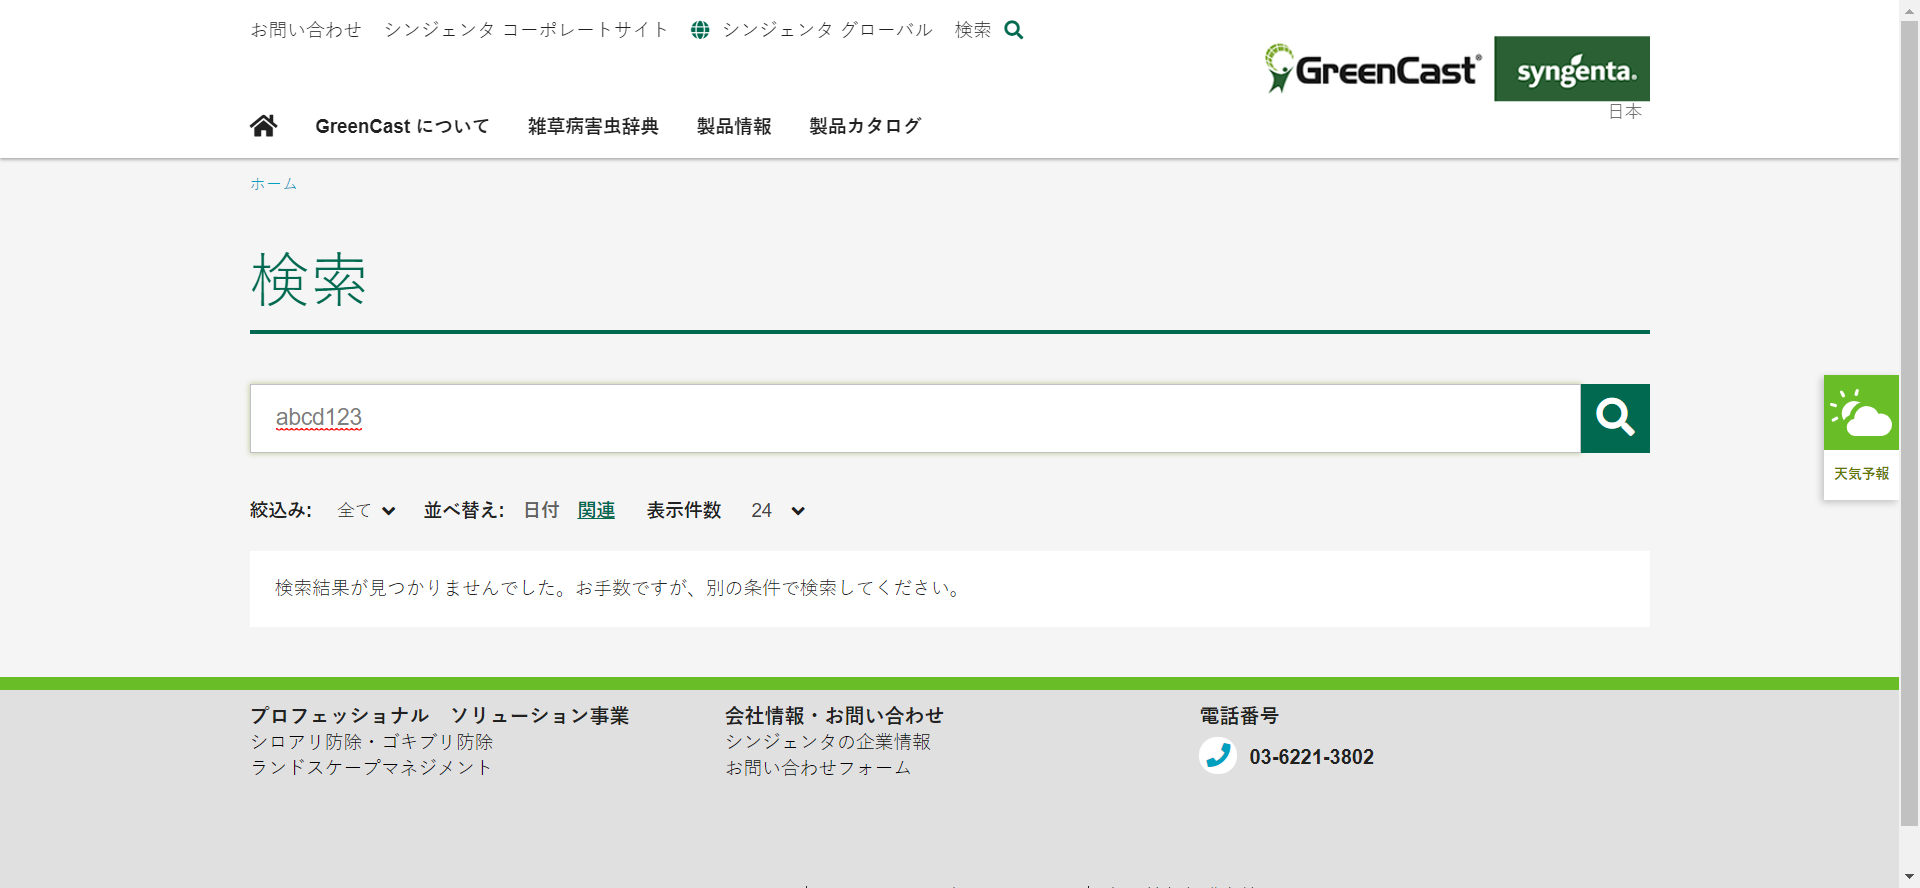 お問い合わせ シンジェンタ コーポレートサイト シンジェンタ グローバル 検索
GreenCast®
syngenta.
日本
GreenCast について 雑草病害虫辞典 製品情報 製品カタログ
ホーム
検索
abcd123
天気予報
絞込み: 全て 並べ替え: 日付 関連 表示件数 24
検索結果が見つかりませんでした。お手数ですが、別の条件で検索してください。
プロフェッショナル　ソリューション事業
シロアリ防除・ゴキブリ防除
ランドスケープマネジメント
会社情報・お問い合わせ
シンジェンタの企業情報
お問い合わせフォーム
電話番号
03-6221-3802